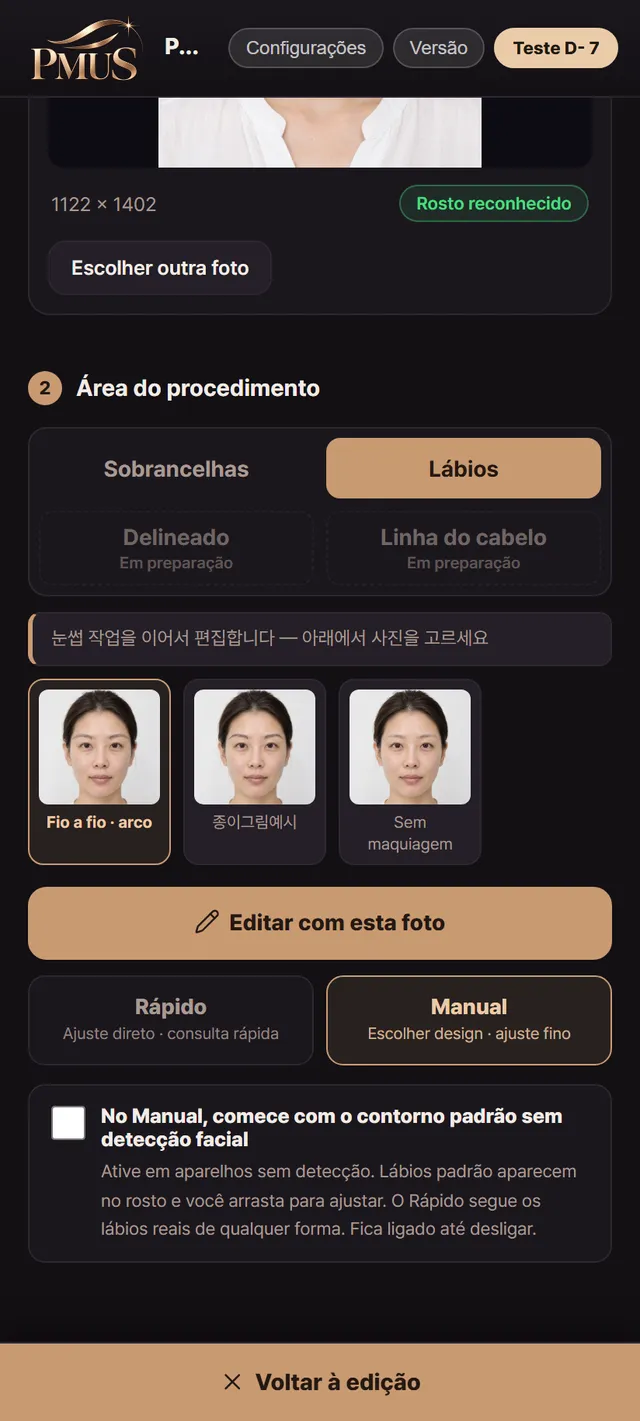 PMUS
P...
Configurações
Versão
Teste D- 7
1122 × 1402
Rosto reconhecido
Escolher outra foto
2
Área do procedimento
Sobrancelhas
Lábios
Delineado
Em preparação
Linha do cabelo
Em preparação
눈썹 작업을 이어서 편집합니다 — 아래에서 사진을 고르세요
Fio a fio · arco
종이그림예시
Sem
maquiagem
Editar com esta foto
Rápido
Ajuste direto · consulta rápida
Manual
Escolher design · ajuste fino
No Manual, comece com o contorno padrão sem
detecção facial
Ative em aparelhos sem detecção. Lábios padrão aparecem
no rosto e você arrasta para ajustar. O Rápido segue os
lábios reais de qualquer forma. Fica ligado até desligar.
Voltar à edição